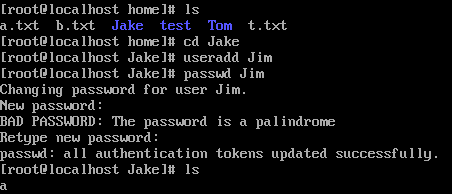 [root@localhost home]# ls
a.txt b.txt Jake test Tom t.txt
[root@localhost home]# cd Jake
[root@localhost Jake]# useradd Jim
[root@localhost Jake]# passwd Jim
Changing password for user Jim.
New password:
BAD PASSWORD: The password is a palindrome
Retype new password:
passwd: all authentication tokens updated successfully.
[root@localhost Jake]# ls
a